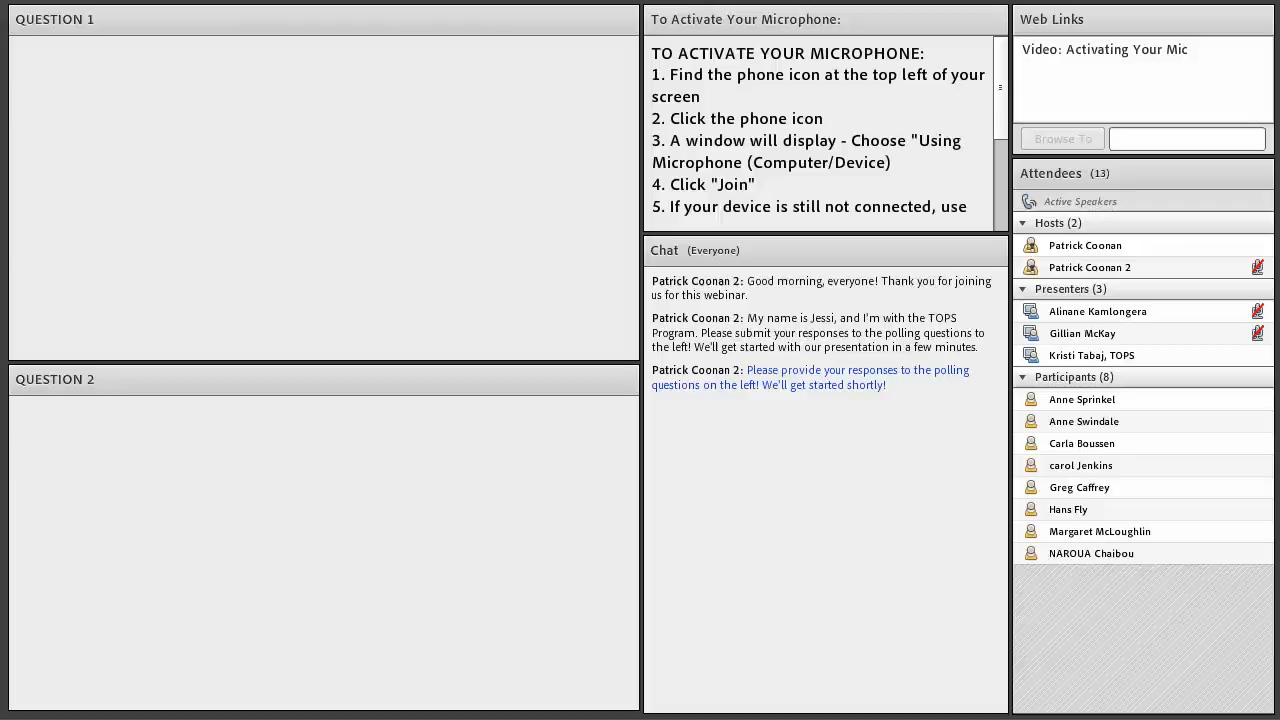 QUESTION 1
QUESTION 2
To Activate Your Microphone:
TO ACTIVATE YOUR MICROPHONE:
1. Find the phone icon at the top left of your
screen
2. Click the phone icon
3. A window will display - Choose "Using
Microphone (Computer/Device)
4. Click "Join"
5. If your device is still not connected, use
Chat (Everyone)
Patrick Coonan 2: Good morning, everyone! Thank you for joining
us for this webinar.
Patrick Coonan 2: My name is Jessi, and I'm with the TOPS
Program. Please submit your responses to the polling questions to
the left! We'll get started with our presentation in a few minutes.
Patrick Coonan 2: Please provide your responses to the polling
questions on the left! We'll get started shortly!
Web Links
Video: Activating Your Mic
Browse To
Attendees (13)
Active Speakers
Hosts (2)
Patrick Coonan
Patrick Coonan 2
Presenters (3)
Alinane Kamlongera
Gillian McKay
Kristi Tabaj, TOPS
Participants (8)
Anne Sprinkel
Anne Swindale
Carla Boussen
carol Jenkins
Greg Caffrey
Hans Fly
Margaret McLoughlin
NAROUA Chaibou